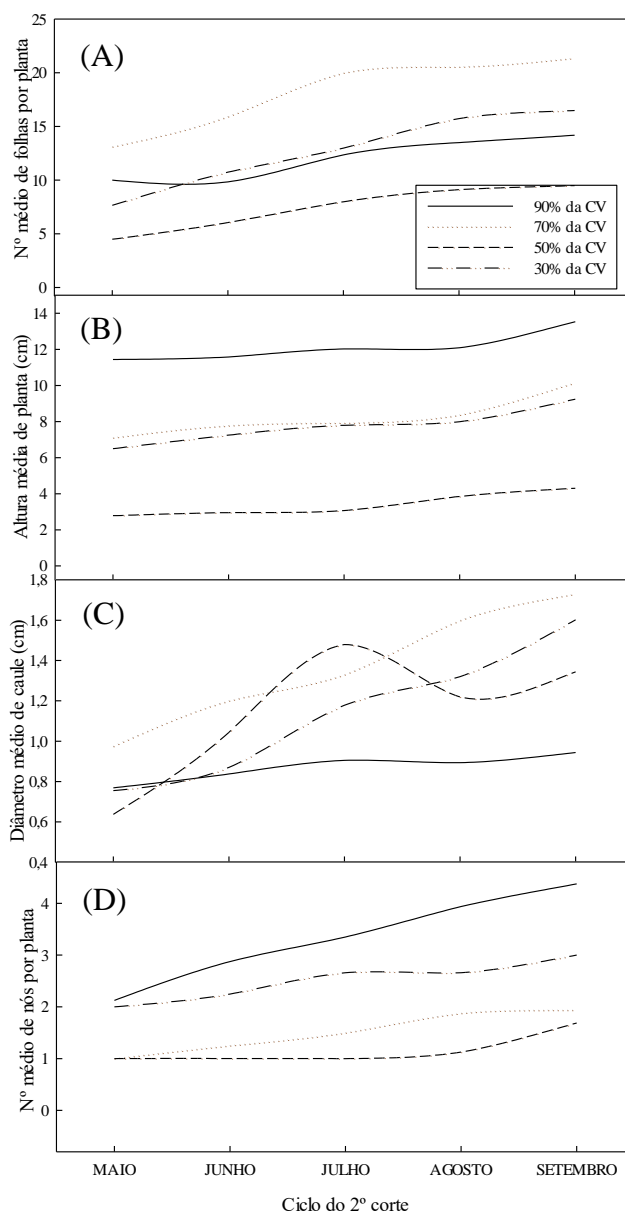 (A)
Nº médio de folhas por planta
25
20
15
10
5
0
90% da CV
70% da CV
50% da CV
30% da CV
(B)
Altura média de planta (cm)
14
12
10
8
6
4
2
0
(C)
Diâmetro médio de caule (cm)
1,8
1,6
1,4
1,2
1,0
0,8
0,6
0,4
(D)
Nº médio de nós por planta
4
3
2
1
0
MAIO JUNHO JULHO AGOSTO SETEMBRO
Ciclo do 2º corte